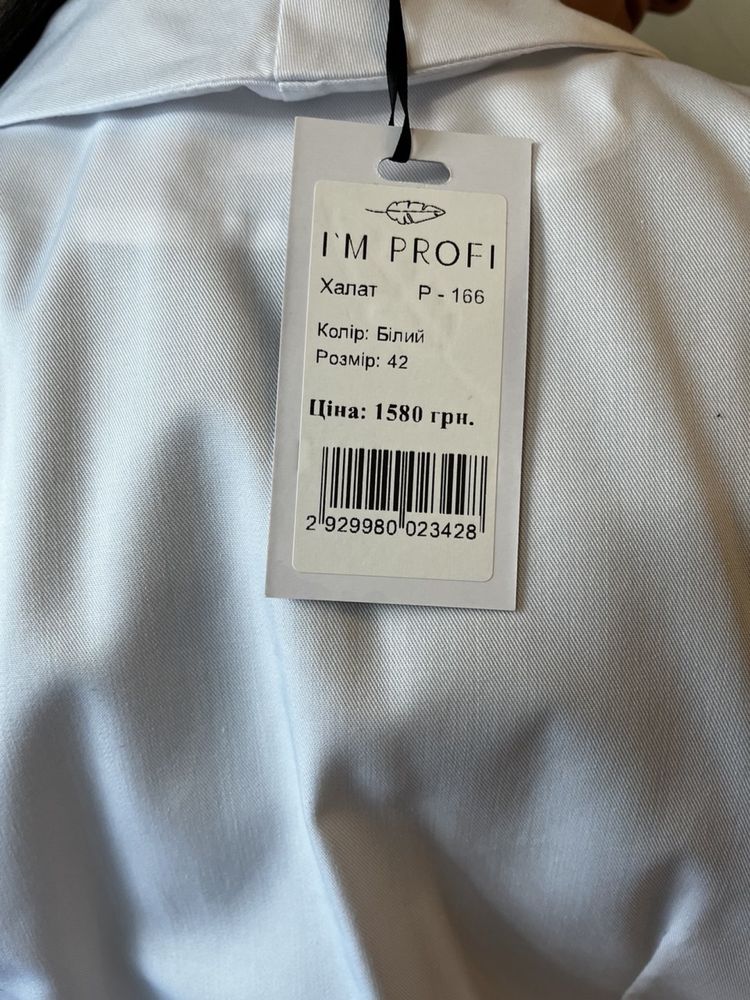 I`M PROFI
Халат Р - 166
Колір: Білий
Розмір: 42
Ціна: 1580 грн.
2 929980 023428